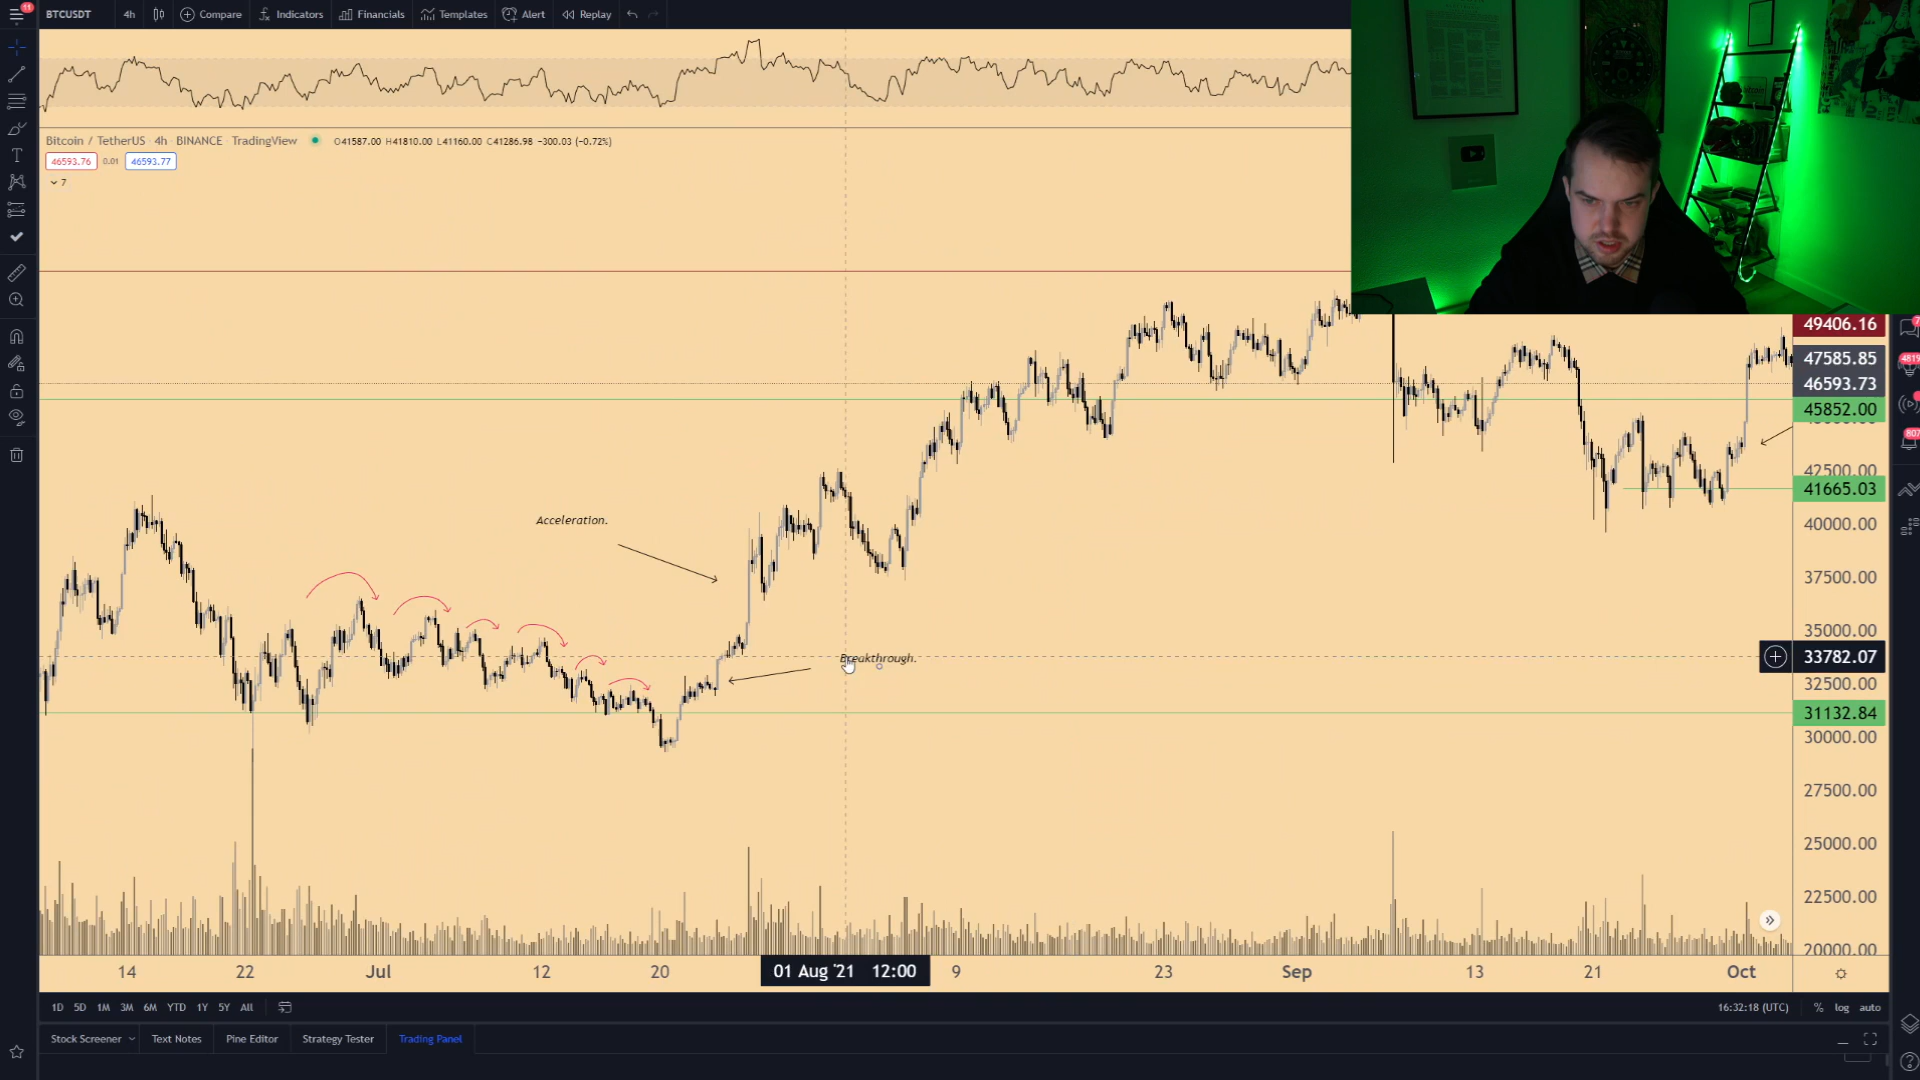 11
BTCUSDT 4h Compare Indicators Financials Templates Alert Replay
Bitcoin / TetherUS · 4h · BINANCE · TradingView O41587.00 H41810.00 L41160.00 C41286.98 −300.03 (−0.72%)
46593.76 0.01 46593.77
7
49406.16
47585.85
46593.73
45852.00
42500.00
41665.03
40000.00
37500.00
35000.00
33782.07
32500.00
31132.84
30000.00
27500.00
25000.00
22500.00
20000.00
Acceleration.
Breakthrough.
14 22 Jul 12 20 01 Aug '21 12:00 9 23 Sep 13 21 Oct
1D 5D 1M 3M 6M YTD 1Y 5Y All
16:32:18 (UTC) % log auto
Stock Screener Text Notes Pine Editor Strategy Tester Trading Panel
7
4819
807